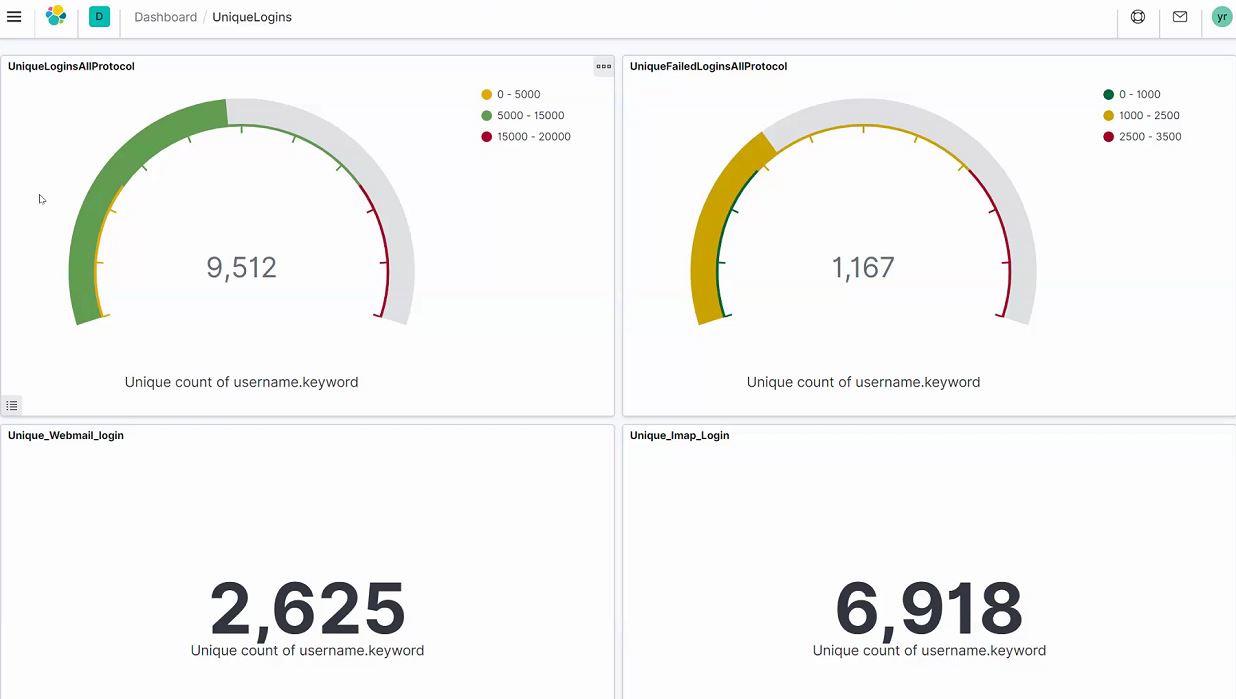 D
Dashboard / UniqueLogins
yr
UniqueLoginsAllProtocol
0 - 5000
5000 - 15000
15000 - 20000
9,512
Unique count of username.keyword
UniqueFailedLoginsAllProtocol
0 - 1000
1000 - 2500
2500 - 3500
1,167
Unique count of username.keyword
Unique_Webmail_login
2,625
Unique count of username.keyword
Unique_Imap_Login
6,918
Unique count of username.keyword